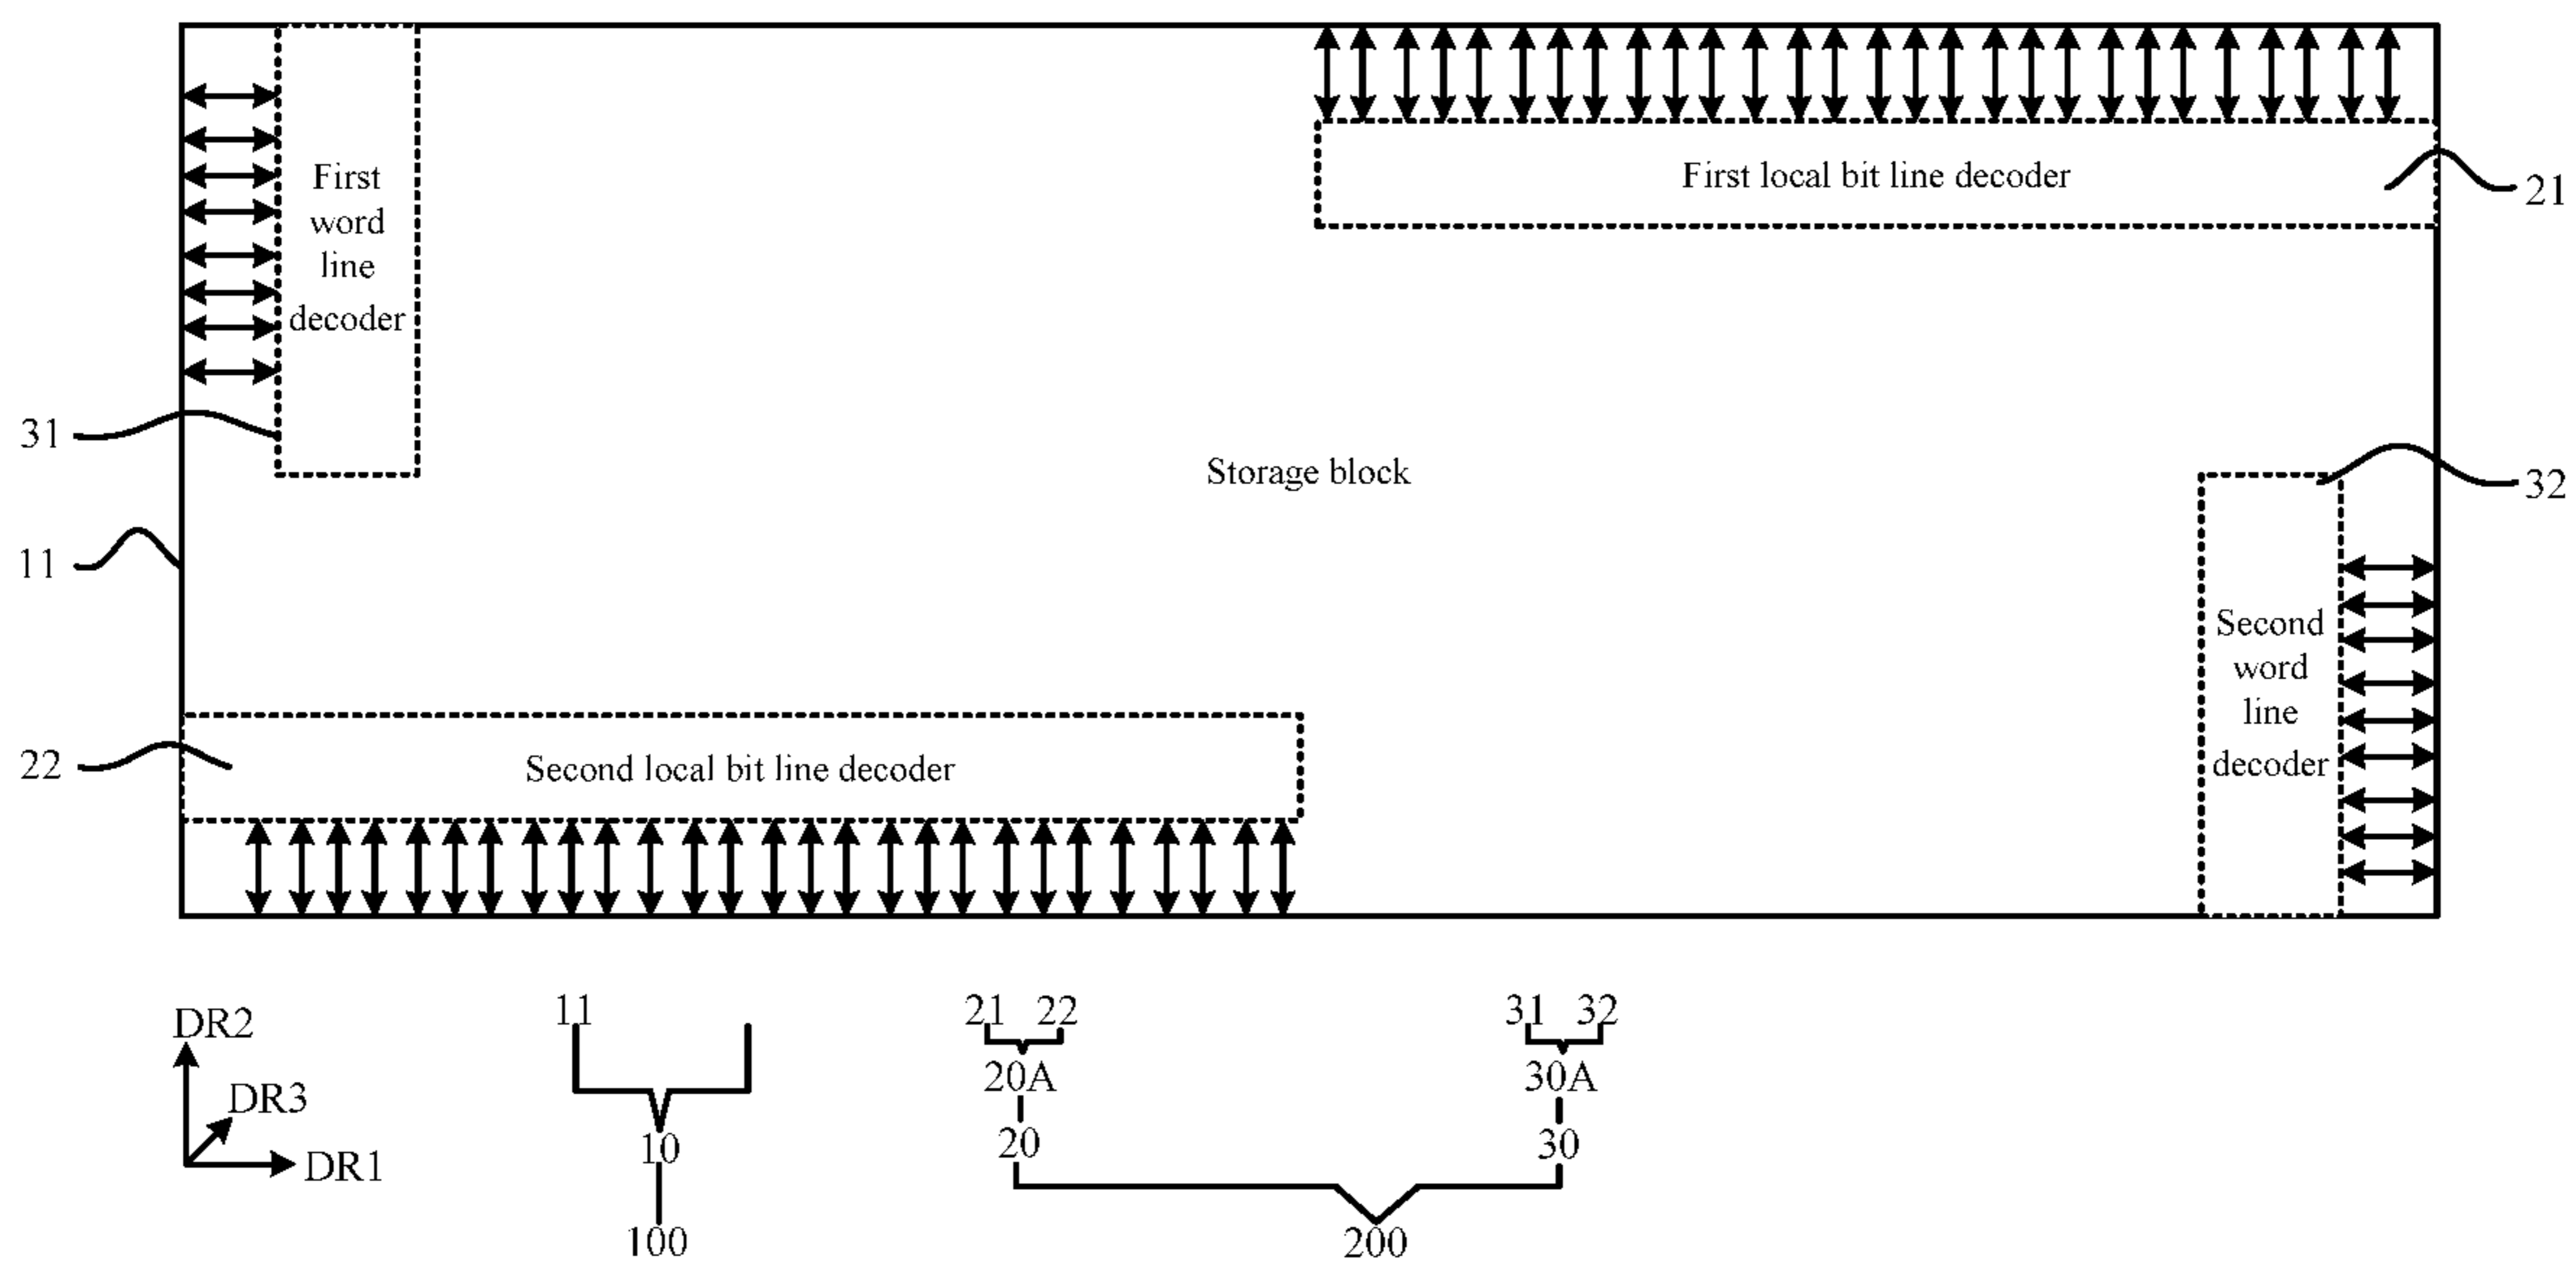 First
word
line
decoder
First local bit line decoder
21
31
Storage block
32
11
Second
word
line
decoder
22
Second local bit line decoder
DR2
DR3
DR1
11
10
100
21 22
20A
20
31 32
30A
30
200